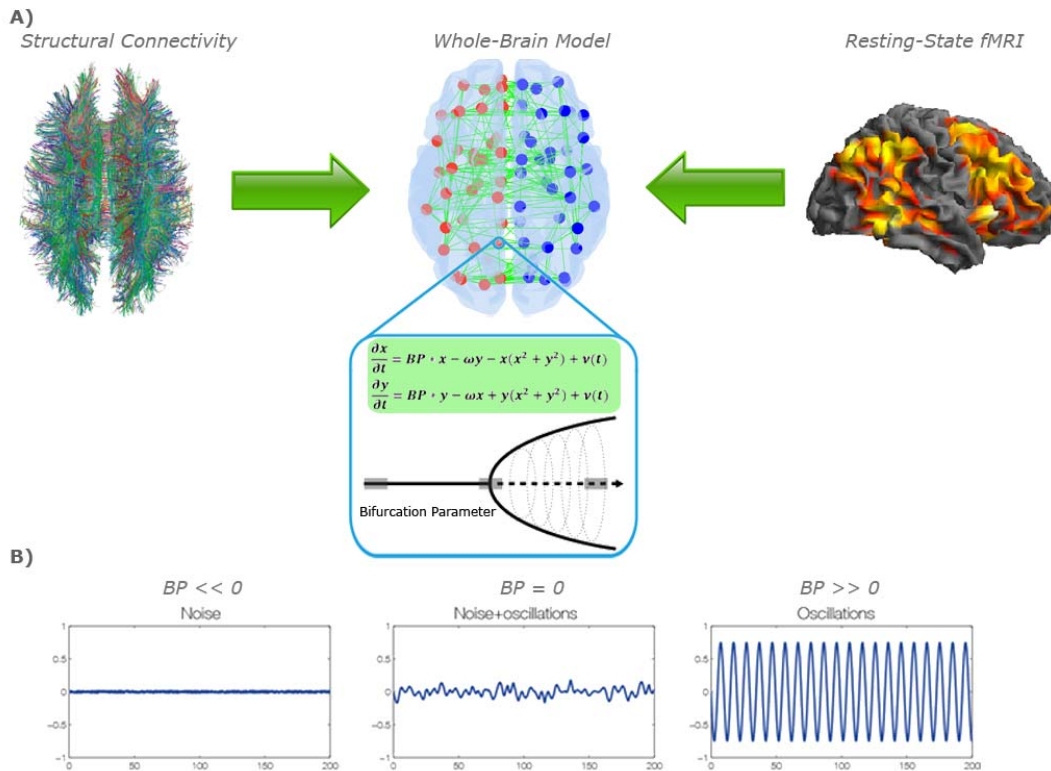 A)
Structural Connectivity
Whole-Brain Model
Resting-State fMRI
∂x/∂t = BP · x − ωy − x(x² + y²) + ν(t)
∂y/∂t = BP · y − ωx + y(x² + y²) + ν(t)
Bifurcation Parameter
B)
BP << 0
BP = 0
BP >> 0
Noise
Noise+oscillations
Oscillations
1
0.5
0
−0.5
−1
0 50 100 150 200
1
0.5
0
−0.5
−1
0 50 100 150 200
1
0.5
0
−0.5
−1
0 50 100 150 200